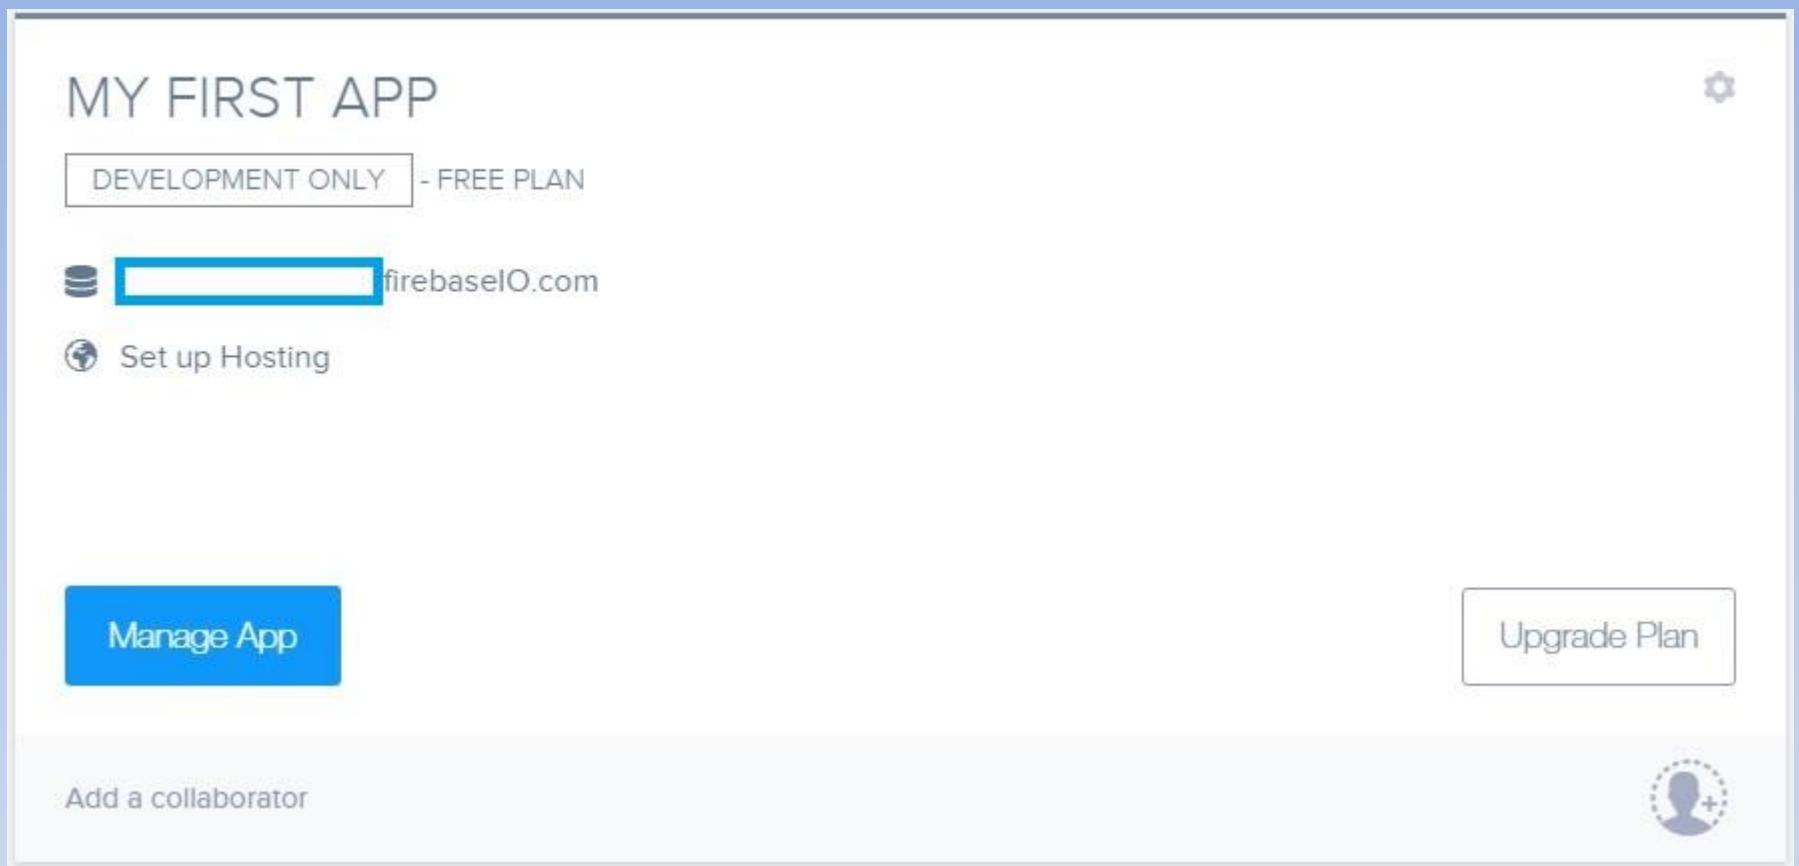 MY FIRST APP
DEVELOPMENT ONLY - FREE PLAN
firebaseIO.com
Set up Hosting
Manage App
Upgrade Plan
Add a collaborator